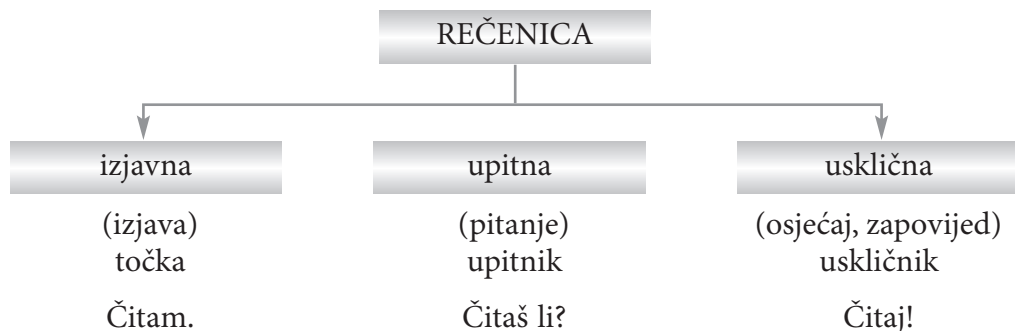 REČENICA
izjavna
upitna
usklična
(izjava)
(pitanje)
(osjećaj, zapovijed)
točka
upitnik
uskličnik
Čitam.
Čitaš li?
Čitaj!